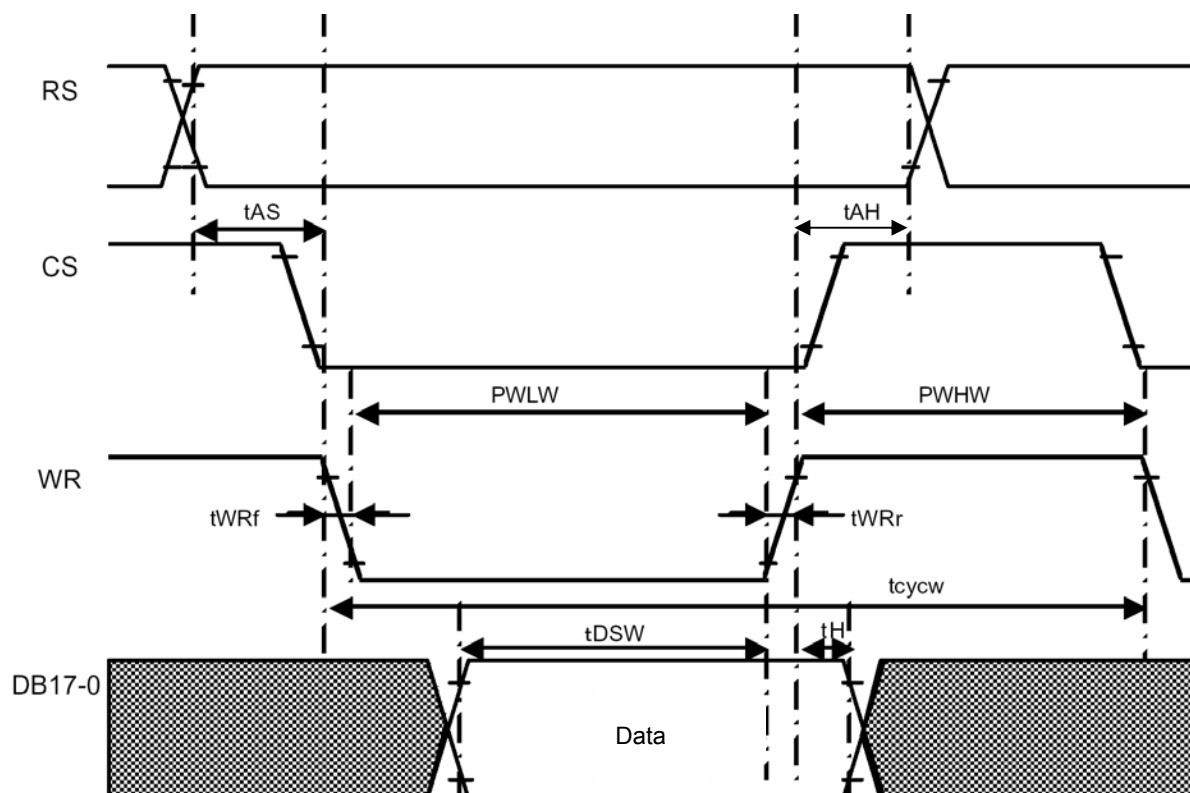 RS
tAS
tAH
CS
PWLW
PWHW
WR
tWRf
tWRr
tcycw
tDSW
tH
DB17-0
Data